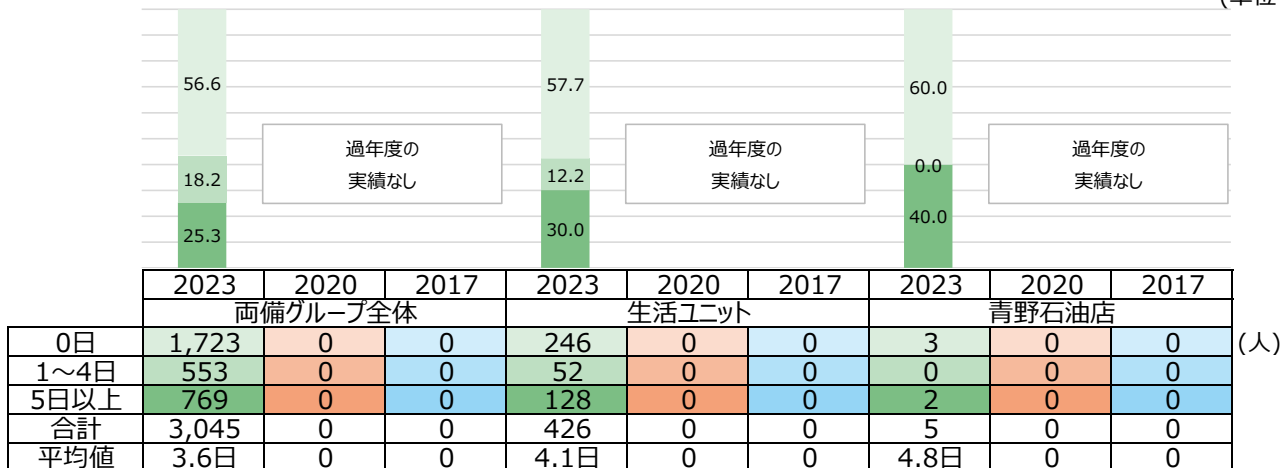 (単位
56.6 57.7 60.0
過年度の 過年度の 過年度の
実績なし 実績なし 実績なし
18.2 12.2 0.0
25.3 30.0 40.0
2023 2020 2017 2023 2020 2017 2023 2020 2017
両備グループ全体 生活ユニット 青野石油店
0日 1,723 0 0 246 0 0 3 0 0 (人)
1～4日 553 0 0 52 0 0 0 0 0
5日以上 769 0 0 128 0 0 2 0 0
合計 3,045 0 0 426 0 0 5 0 0
平均値 3.6日 0 0 4.1日 0 0 4.8日 0 0